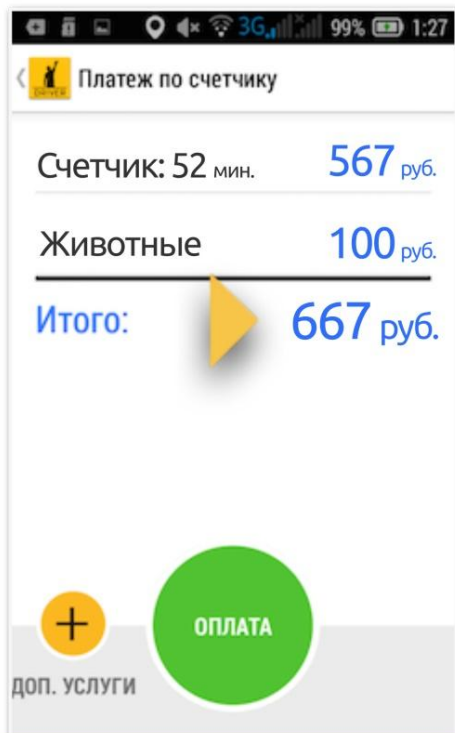 3G 99% 1:27
Платеж по счетчику
Счетчик: 52 мин. 567 руб.
Животные 100 руб.
Итого: 667 руб.
ОПЛАТА
ДОП. УСЛУГИ